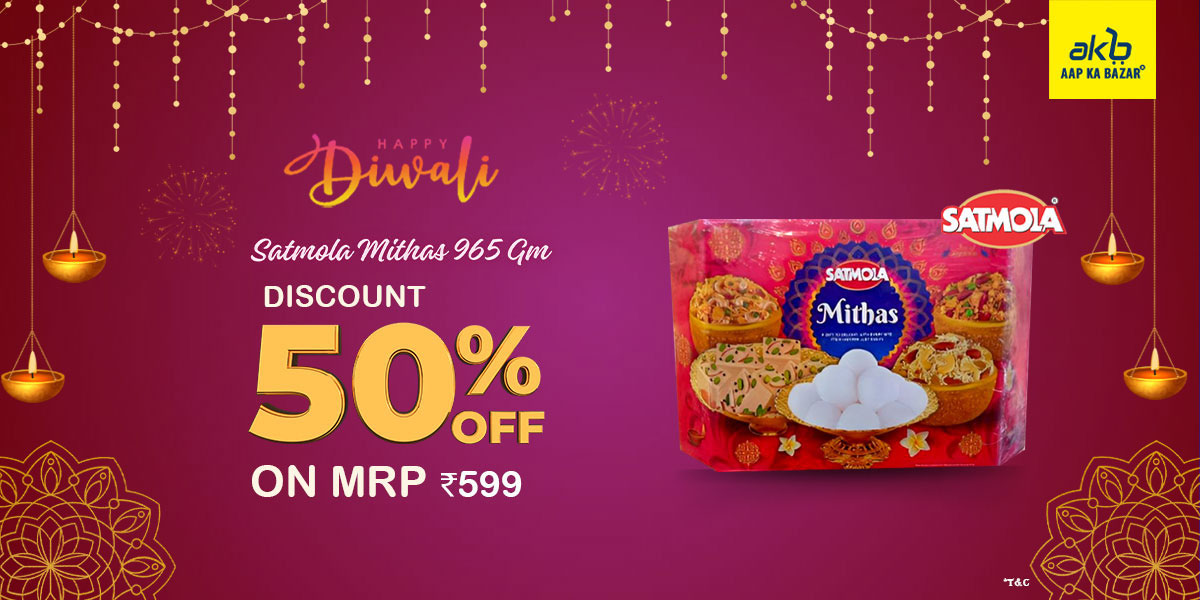 akb
AAP KA BAZAR
HAPPY
Diwali
Satmola Mithas 965 Gm
DISCOUNT
50%
OFF
ON MRP ₹599
SATMOLA
SATMOLA
Mithas
*T&C